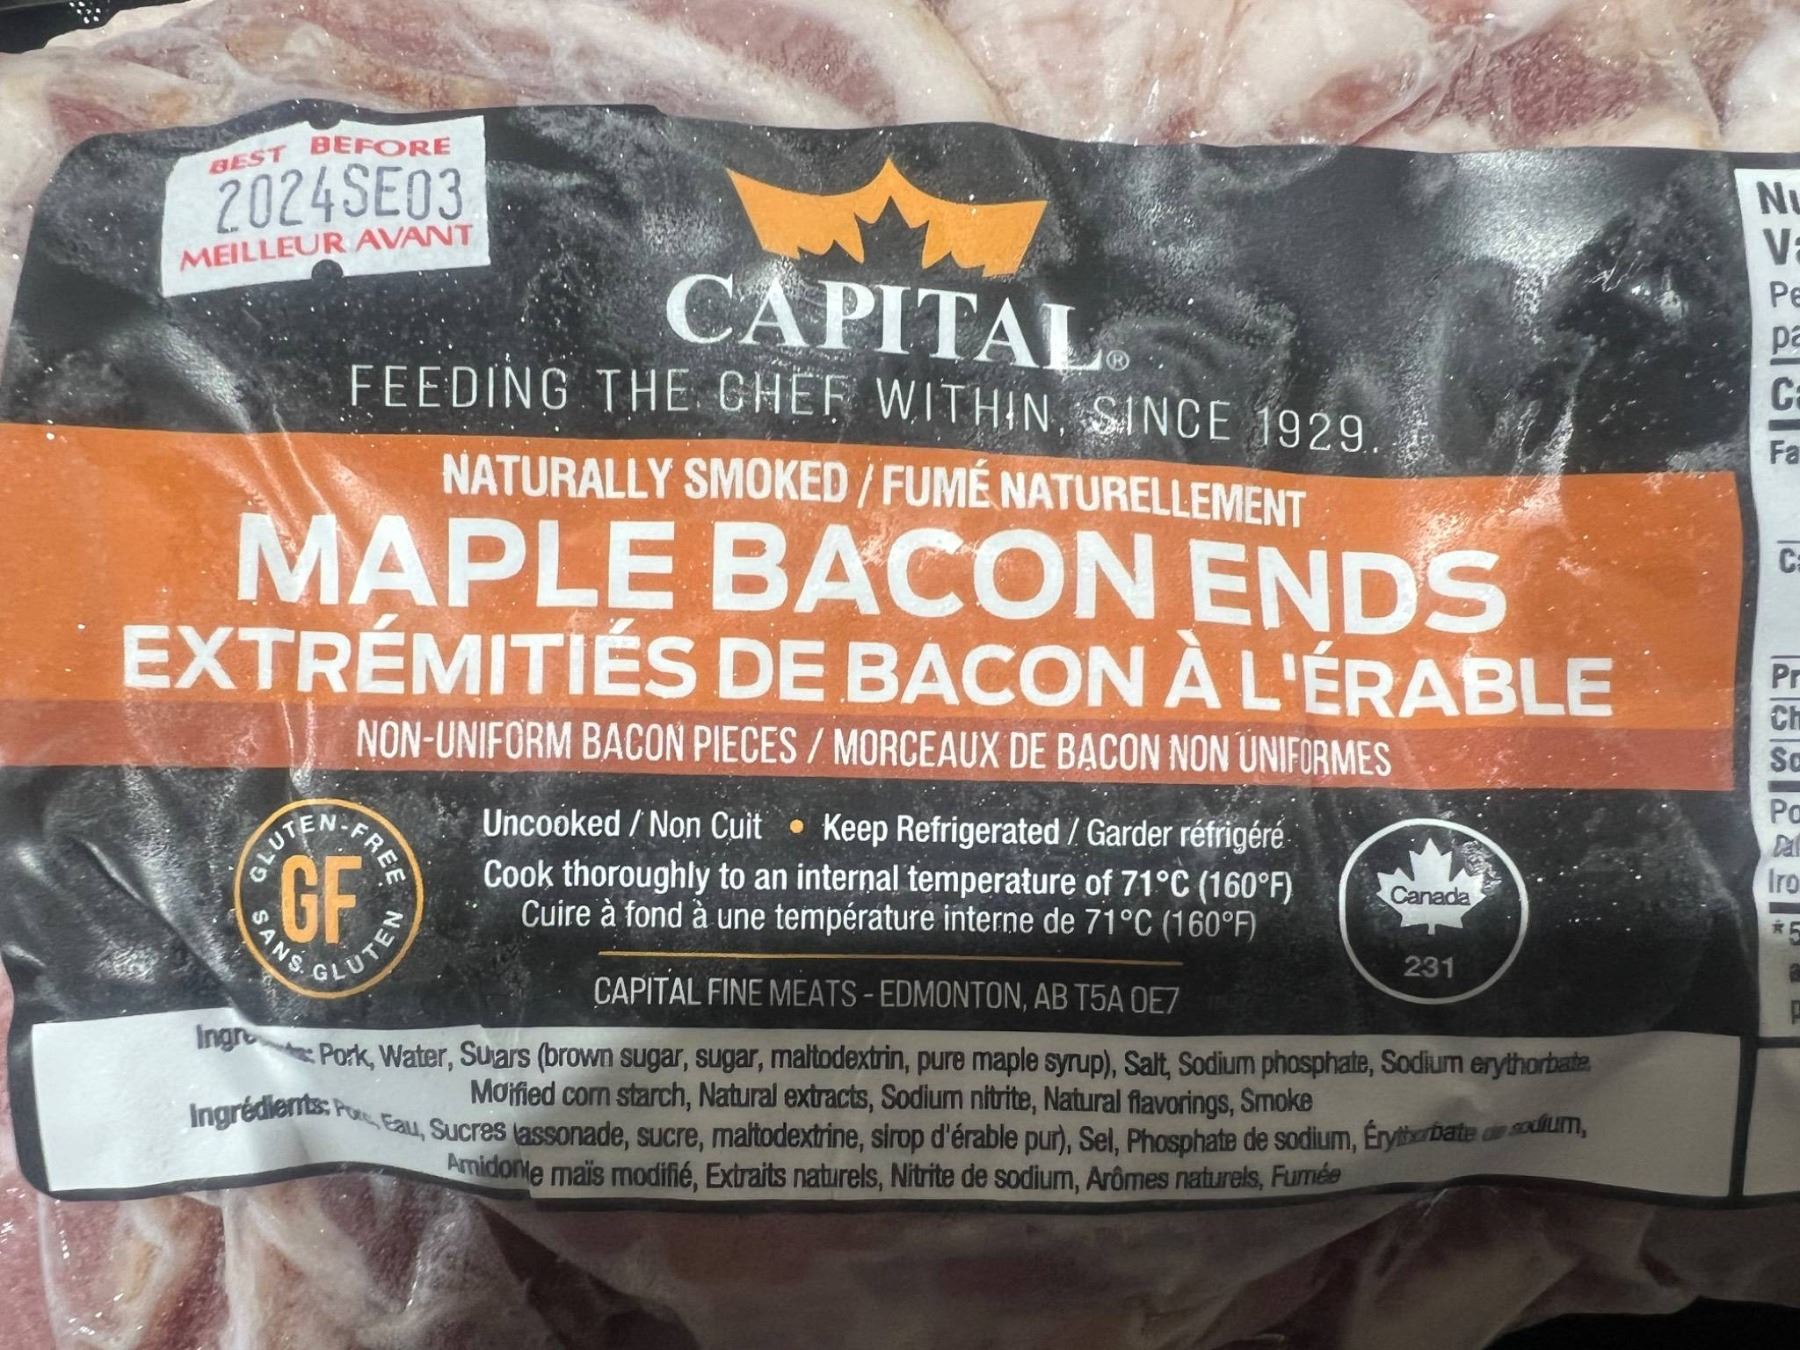 BEST BEFORE
2024SE03
MEILLEUR AVANT
CAPITAL®
FEEDING THE CHEF WITHIN, SINCE 1929.
NATURALLY SMOKED / FUMÉ NATURELLEMENT
MAPLE BACON ENDS
EXTRÉMITIÉS DE BACON À L'ÉRABLE
NON-UNIFORM BACON PIECES / MORCEAUX DE BACON NON UNIFORMES
GLUTEN-FREE
GF
SANS GLUTEN
Uncooked / Non Cuit • Keep Refrigerated / Garder réfrigéré
Cook thoroughly to an internal temperature of 71°C (160°F)
Cuire à fond à une température interne de 71°C (160°F)
Canada
231
CAPITAL FINE MEATS - EDMONTON, AB T5A 0E7
Pork, Water, (brown sugar, sugar, maltodextrin, pure maple syrup), Salt, Sodium phosphate, Sodium erythorbate,
corn starch, Natural extracts, Sodium nitrite, Natural flavorings, Smoke
Ingrédients: Eau, Sucres sucre, maltodextrine, sirop d'érable pur), Sel, Phosphate de sodium, sodium,
maïs modifié, Extraits naturels, Nitrite de sodium, Arômes naturels, Fumée